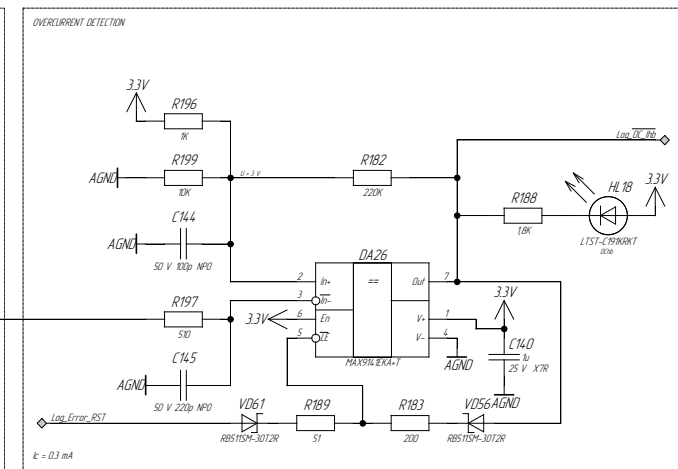 OVERCURRENT DETECTION
3.3V
R196
1K
Log_OC_Ihb
AGND
R199
10K
U = 3 V
R182
220K
3.3V
HL18
R188
1,8K
LTST-C191KRKT
OChb
C144
AGND
50 V 100p NP0
DA26
2 In+ == Out 7
3 In-
3.3V 6 En V+ 1
5 LE V- 4
MAX9141EKA+T
AGND
R197
510
3.3V
C140
1u
25 V X7R
AGND
C145
AGND
50 V 220p NP0
Log_Error_RST
VD61
RB511SM-30T2R
R189
51
R183
200
VD56
RB511SM-30T2R
Ic = 0.3 mA